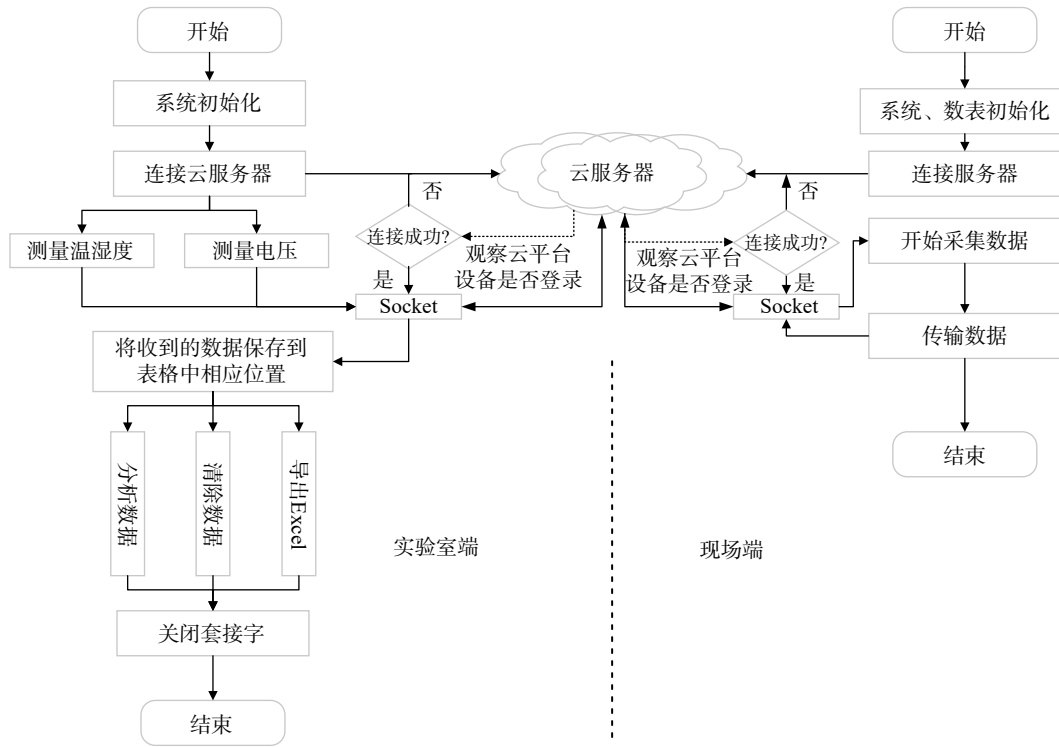 开始
系统初始化
连接云服务器
测量温湿度
测量电压
否
连接成功?
是
Socket
观察云平台
设备是否登录
云服务器
将收到的数据保存到
表格中相应位置
分析数据
清除数据
导出Excel
关闭套接字
结束
实验室端
开始
系统、数表初始化
连接服务器
否
连接成功?
是
Socket
观察云平台
设备是否登录
开始采集数据
传输数据
结束
现场端